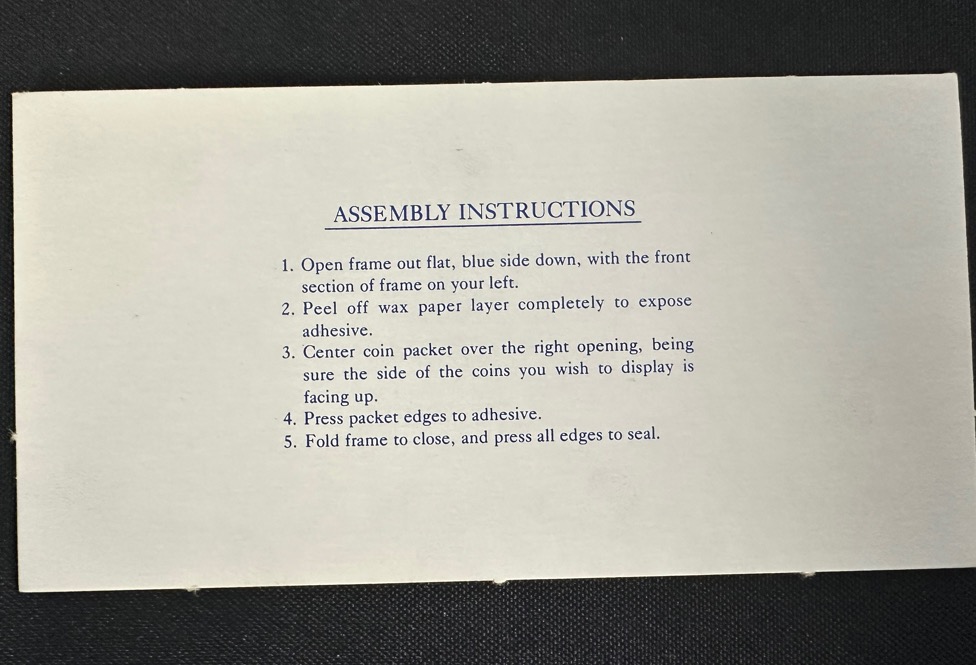 ASSEMBLY INSTRUCTIONS
1. Open frame out flat, blue side down, with the front
section of frame on your left.
2. Peel off wax paper layer completely to expose
adhesive.
3. Center coin packet over the right opening, being
sure the side of the coins you wish to display is
facing up.
4. Press packet edges to adhesive.
5. Fold frame to close, and press all edges to seal.